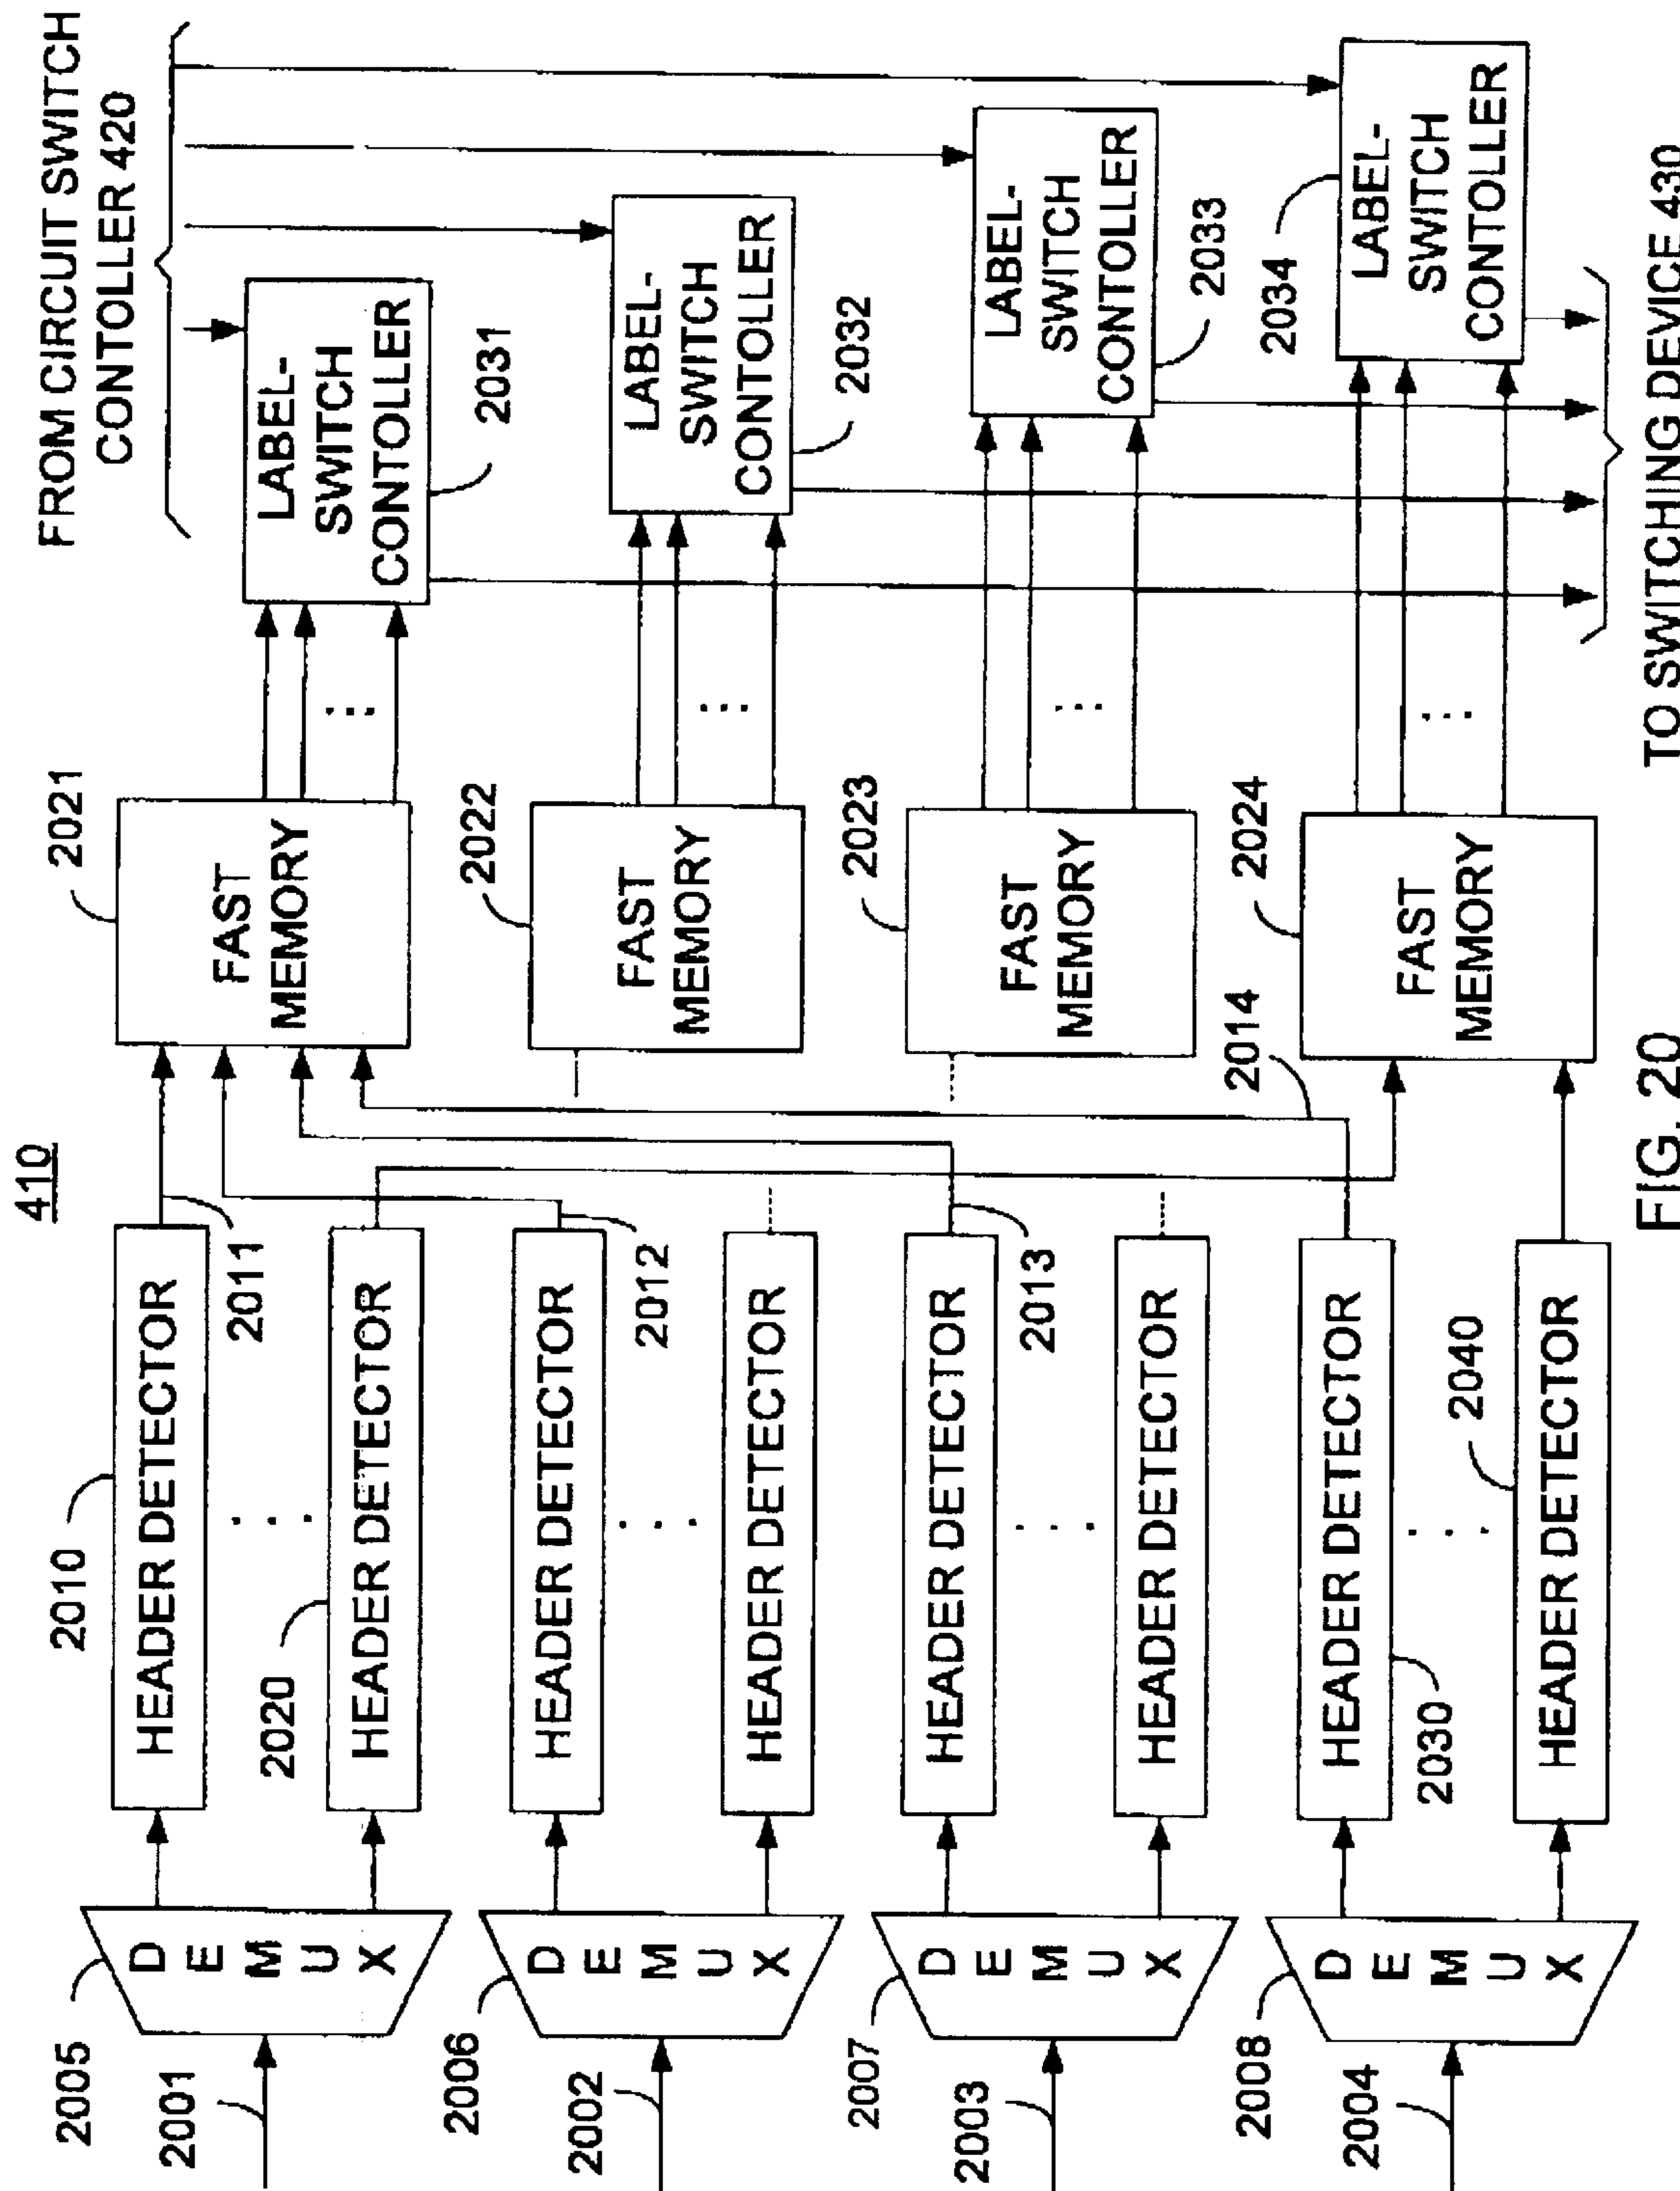 410
FROM CIRCUIT SWITCH
CONTOLLER 420
2005
2001
DEMUX
2010
HEADER DETECTOR
2011
2020
HEADER DETECTOR
2021
FAST
MEMORY
LABEL-
SWITCH
CONTOLLER
2031
2006
2002
DEMUX
HEADER DETECTOR
2012
HEADER DETECTOR
2022
FAST
MEMORY
LABEL-
SWITCH
CONTOLLER
2032
2007
2003
DEMUX
HEADER DETECTOR
2013
HEADER DETECTOR
2023
FAST
MEMORY
LABEL-
SWITCH
CONTOLLER
2033
2008
2004
DEMUX
HEADER DETECTOR
2030
2040
HEADER DETECTOR
2014
2024
FAST
MEMORY
2034
LABEL-
SWITCH
CONTOLLER
TO SWITCHING DEVICE 430
FIG. 20